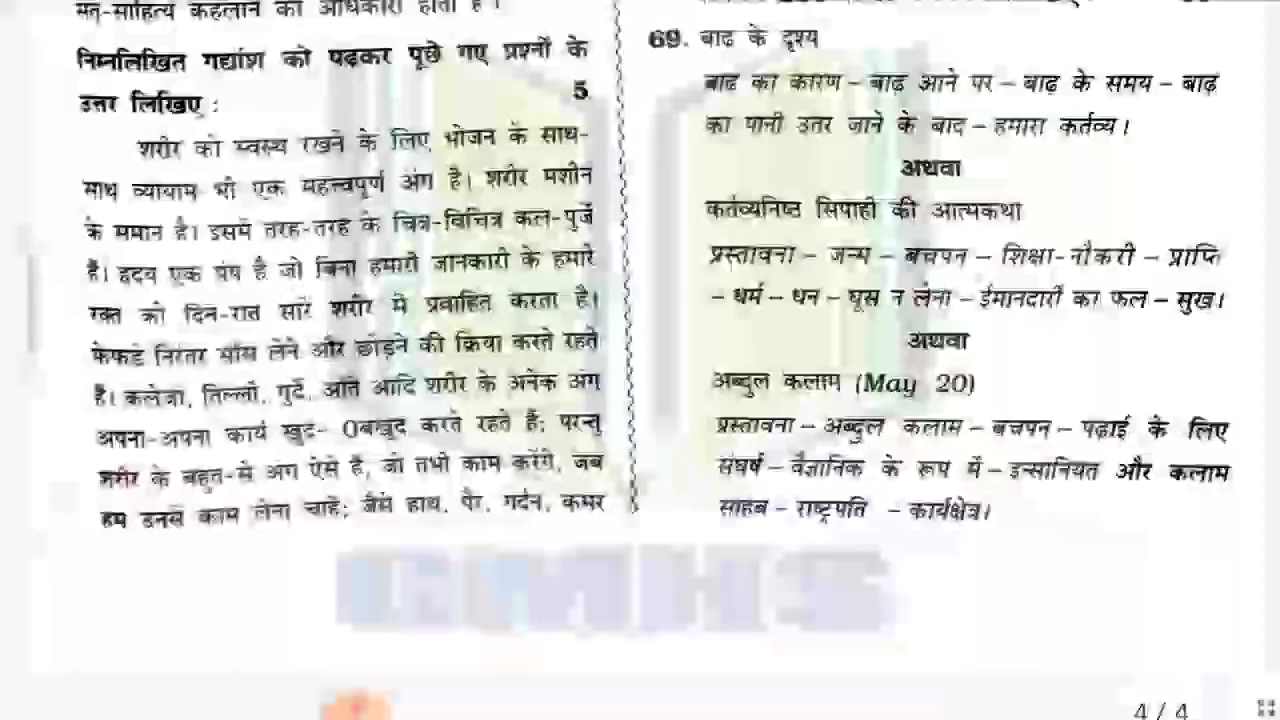 सत्-साहित्य कहलाने का अधिकारी होता है ।
निम्नलिखित गद्यांश को पढ़कर पूछे गए प्रश्नों के
उत्तर लिखिए : 5
शरीर को स्वस्थ रखने के लिए भोजन के साथ-
साथ व्यायाम भी एक महत्त्वपूर्ण अंग है। शरीर मशीन
के समान है। इसमें तरह-तरह के चित्र-विचित्र कल-पुर्जे
हैं। हृदय एक पंप है जो बिना हमारी जानकारी के हमारे
रक्त को दिन-रात सारे शरीर में प्रवाहित करता है।
फेफड़े निरंतर साँस लेने और छोड़ने की क्रिया करते रहते
हैं। कलेजा, तिल्ली, गुर्दे, आँतें आदि शरीर के अनेक अंग
अपना-अपना कार्य खुद- 0बखुद करते रहते हैं; परन्तु
शरीर के बहुत-से अंग ऐसे हैं, जो तभी काम करेंगे, जब
हम उनसे काम लेना चाहें; जैसे हाथ, पैर, गर्दन, कमर
69. बाढ के दृश्य
बाढ का कारण – बाढ़ आने पर – बाढ़ के समय – बाढ़
का पानी उतर जाने के बाद – हमारा कर्तव्य।
अथवा
कर्तव्यनिष्ठ सिपाही की आत्मकथा
प्रस्तावना – जन्म – बचपन – शिक्षा-नौकरी – प्राप्ति
– धर्म – धन – घूस न लेना – ईमानदारी का फल – सुख।
अथवा
अब्दुल कलाम (May 20)
प्रस्तावना – अब्दुल कलाम – बचपन – पढ़ाई के लिए
संघर्ष – वैज्ञानिक के रूप में – इन्सानियत और कलाम
साहब – राष्ट्रपति – कार्यक्षेत्र।
GMHS
4 / 4